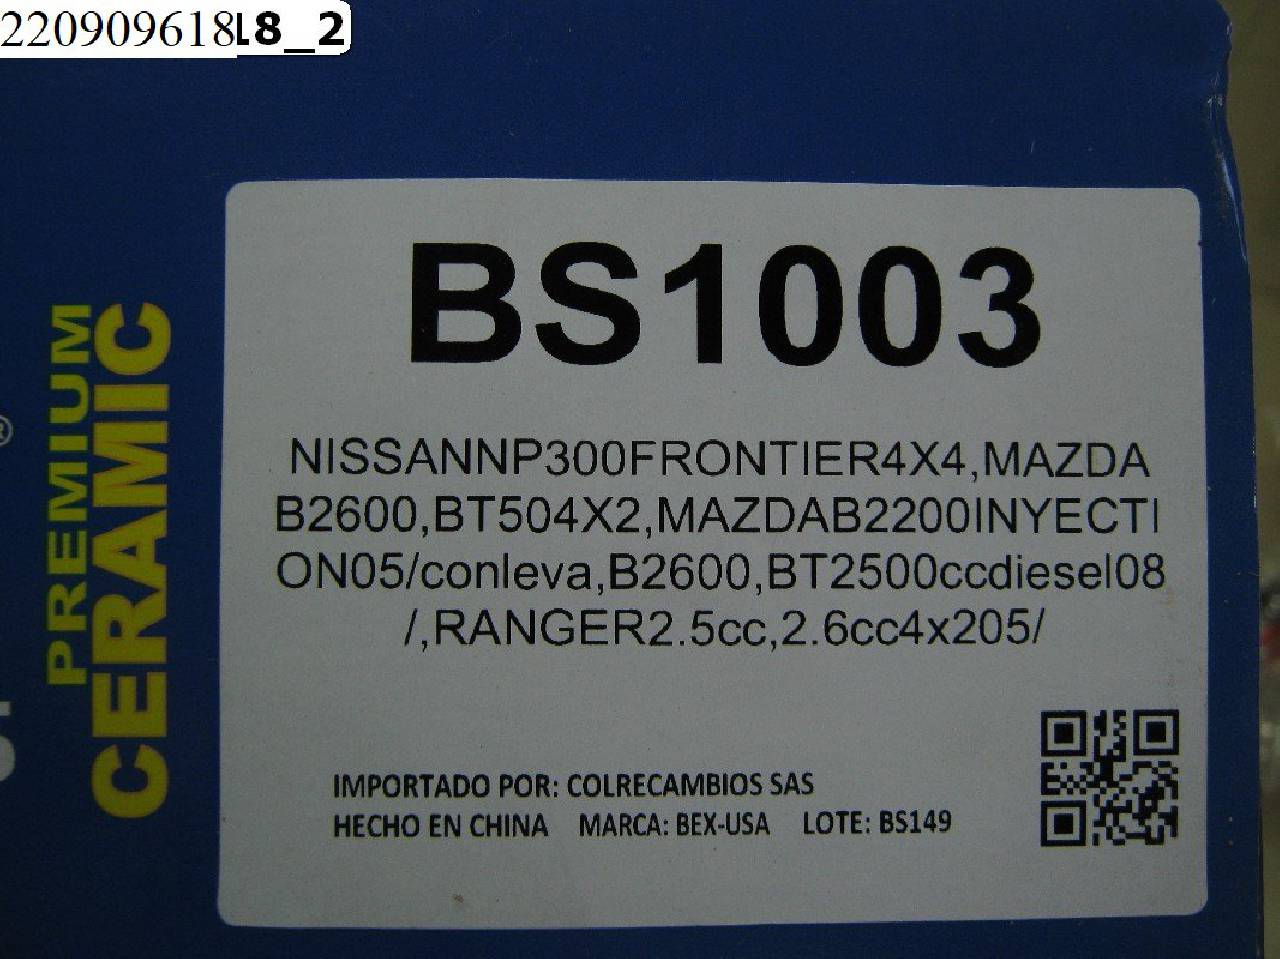 220909618L8_2
PREMIUM
CERAMIC
®
BS1003
NISSANNP300FRONTIER4X4,MAZDA
B2600,BT504X2,MAZDAB2200INYECTI
ON05/conleva,B2600,BT2500ccdiesel08
/,RANGER2.5cc,2.6cc4x205/
IMPORTADO POR: COLRECAMBIOS SAS
HECHO EN CHINA MARCA: BEX-USA LOTE: BS149